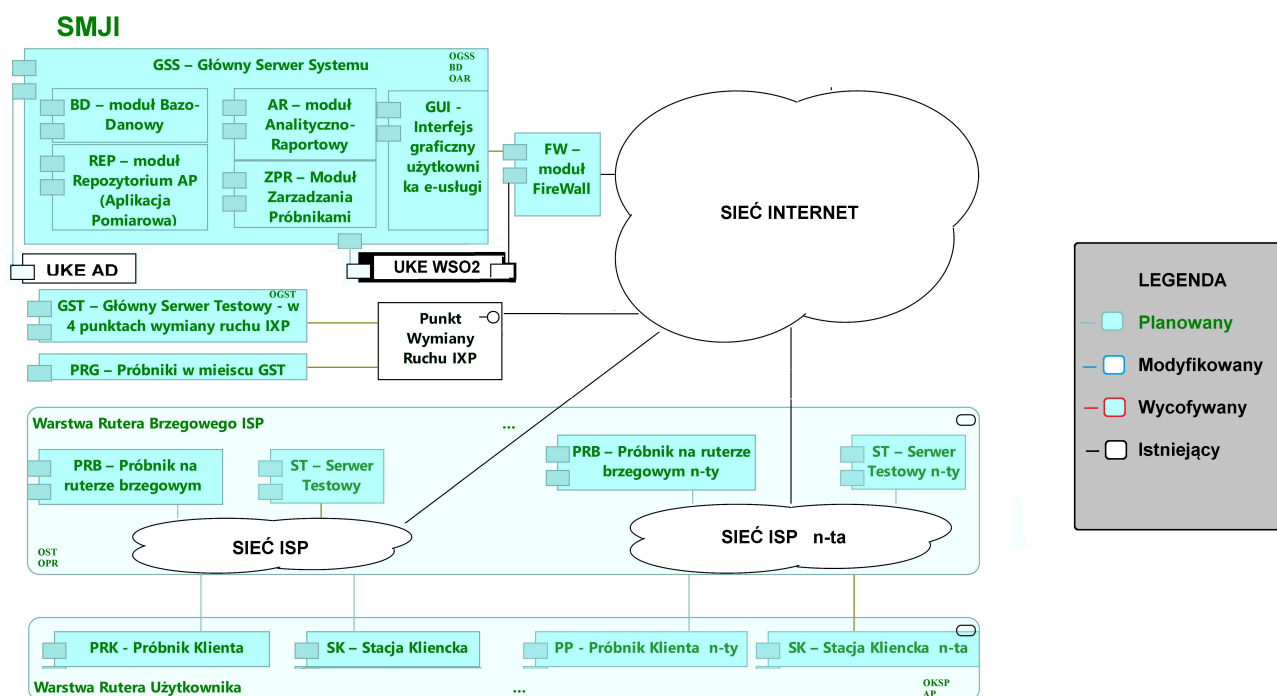 SMJI
GSS – Główny Serwer Systemu
OGSS
BD
OAR
BD – moduł Bazo-
Danowy
AR – moduł
Analityczno-
Raportowy
GUI -
Interfejs
graficzny
użytkowni
ka e-usługi
REP – moduł
Repozytorium AP
(Aplikacja
Pomiarowa)
ZPR – Moduł
Zarzadzania
Próbnikami
FW –
moduł
FireWall
SIEĆ INTERNET
UKE AD
UKE WSO2
OGST
GST – Główny Serwer Testowy - w
4 punktach wymiany ruchu IXP
PRG – Próbniki w miejscu GST
Punkt
Wymiany
Ruchu IXP
LEGENDA
Planowany
Modyfikowany
Wycofywany
Istniejący
Warstwa Rutera Brzegowego ISP
...
PRB – Próbnik na
ruterze brzegowym
ST – Serwer
Testowy
PRB – Próbnik na ruterze
brzegowym n-ty
ST – Serwer
Testowy n-ty
SIEĆ ISP
SIEĆ ISP n-ta
OST
OPR
PRK - Próbnik Klienta
SK – Stacja Kliencka
PP - Próbnik Klienta n-ty
SK – Stacja Kliencka n-ta
Warstwa Rutera Użytkownika
...
OKSP
AP